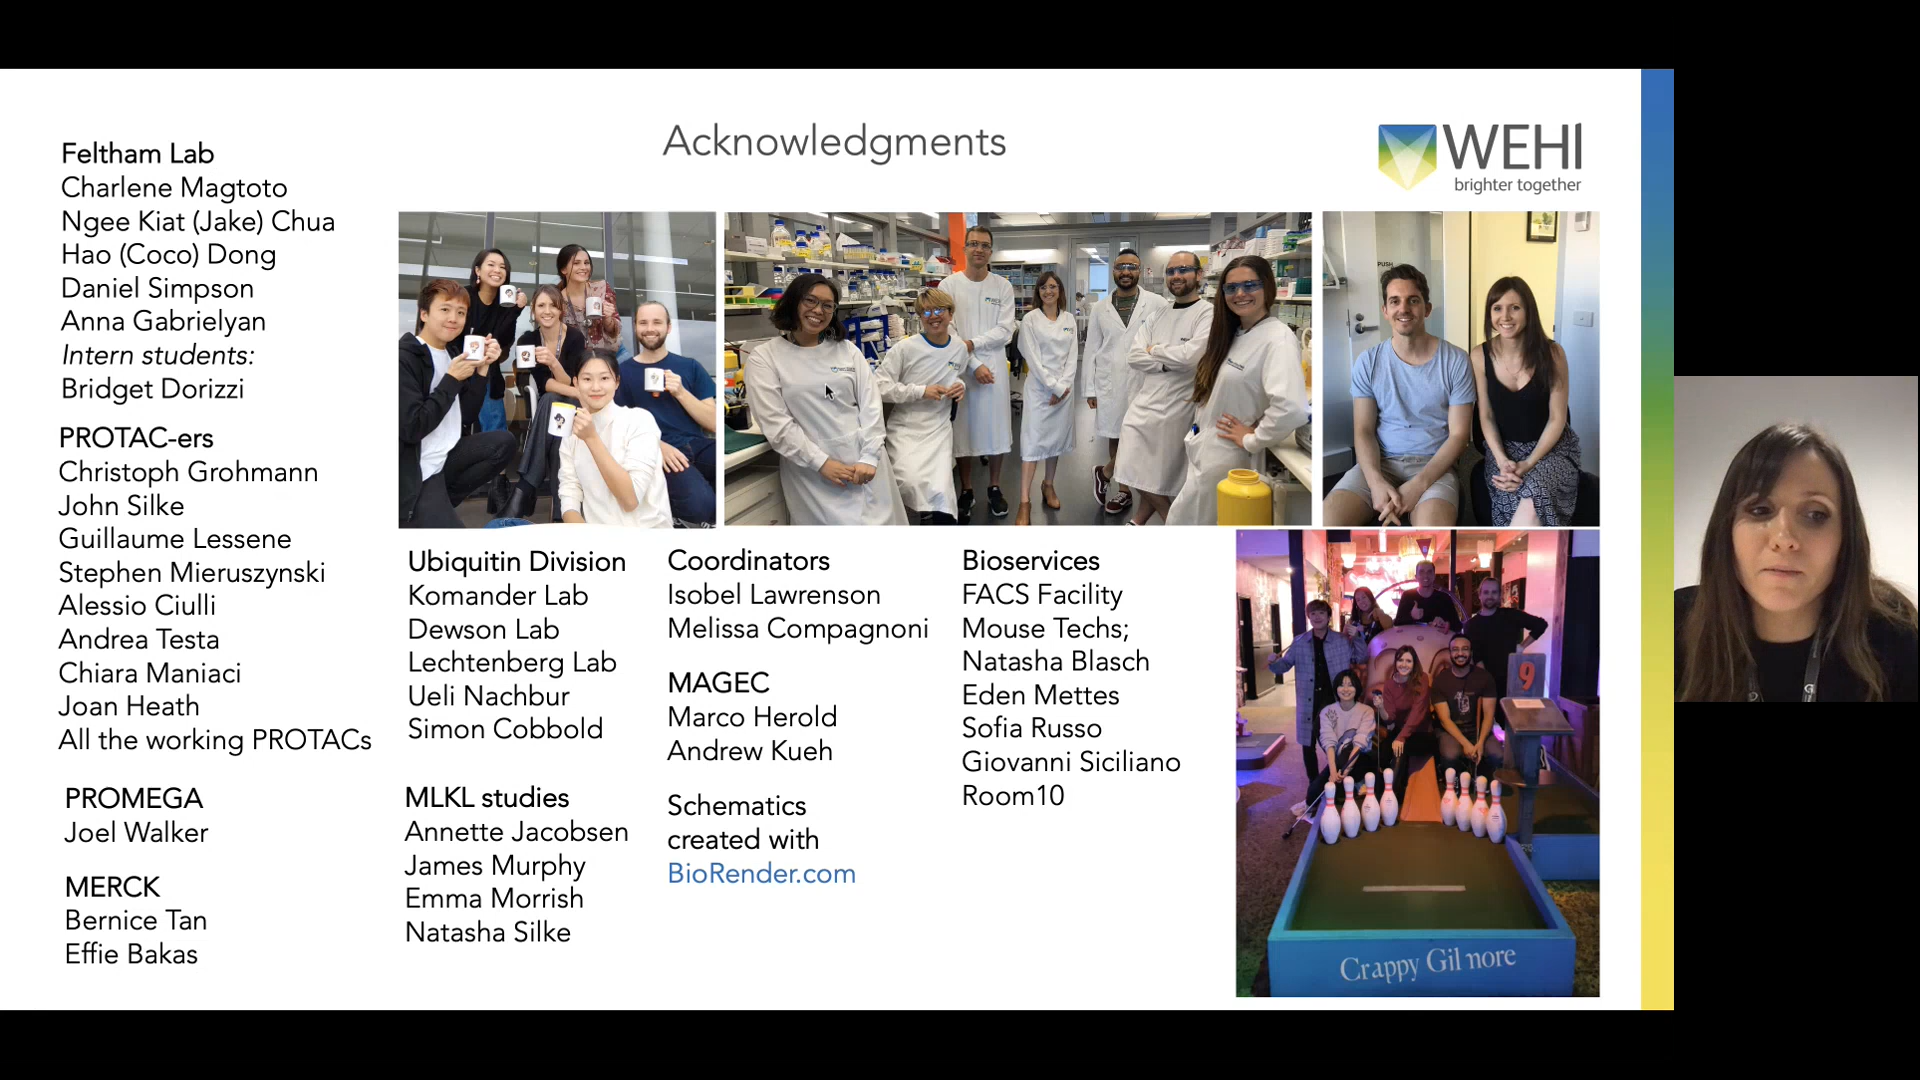 Acknowledgments
WEHI
brighter together
Feltham Lab
Charlene Magtoto
Ngee Kiat (Jake) Chua
Hao (Coco) Dong
Daniel Simpson
Anna Gabrielyan
Intern students:
Bridget Dorizzi
PROTAC-ers
Christoph Grohmann
John Silke
Guillaume Lessene
Stephen Mieruszynski
Alessio Ciulli
Andrea Testa
Chiara Maniaci
Joan Heath
All the working PROTACs
PROMEGA
Joel Walker
MERCK
Bernice Tan
Effie Bakas
Ubiquitin Division
Komander Lab
Dewson Lab
Lechtenberg Lab
Ueli Nachbur
Simon Cobbold
MLKL studies
Annette Jacobsen
James Murphy
Emma Morrish
Natasha Silke
Coordinators
Isobel Lawrenson
Melissa Compagnoni
MAGEC
Marco Herold
Andrew Kueh
Schematics
created with
BioRender.com
Bioservices
FACS Facility
Mouse Techs;
Natasha Blasch
Eden Mettes
Sofia Russo
Giovanni Siciliano
Room10
PUSH
9
Crappy Gil more